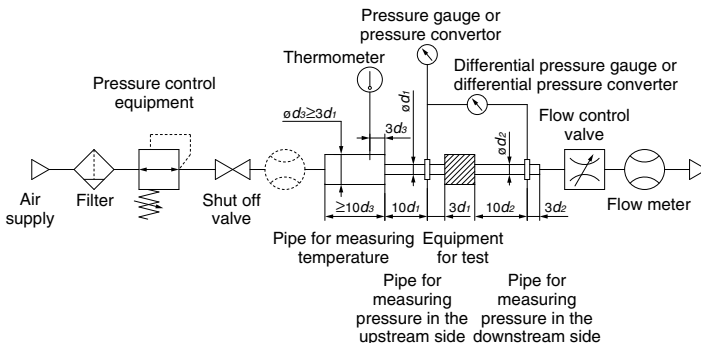 Pressure gauge or
pressure convertor
Thermometer
Differential pressure gauge or
differential pressure converter
Pressure control
equipment
ød₃≥3d₁
3d₃
ød₁
ød₂
Flow control
valve
Air
supply
Filter
Shut off
valve
≥10d₃
10d₁
3d₁
10d₂
3d₂
Flow meter
Pipe for measuring
temperature
Equipment
for test
Pipe for
measuring
pressure in the
upstream side
Pipe for
measuring
pressure in the
downstream side